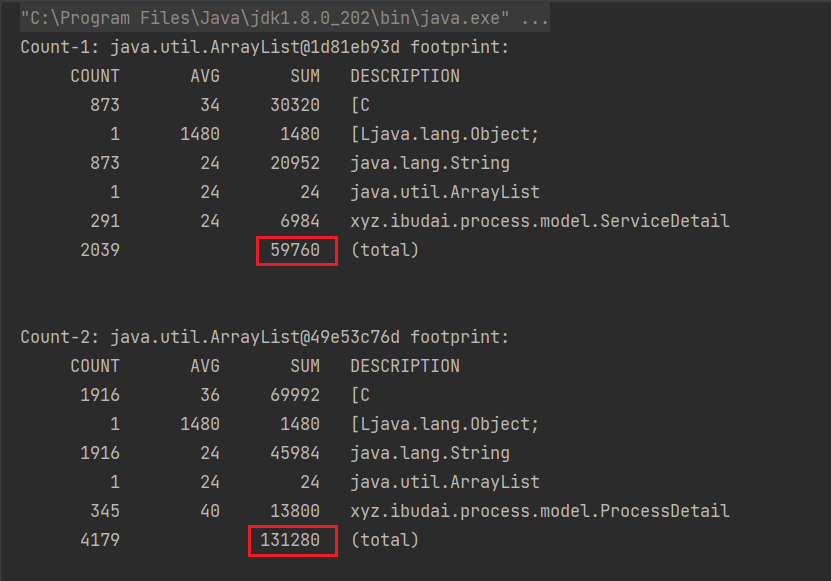 "C:\Program Files\Java\jdk1.8.0_202\bin\java.exe" ...
Count-1: java.util.ArrayList@1d81eb93d footprint:
COUNT AVG SUM DESCRIPTION
873 34 30320 [C
1 1480 1480 [Ljava.lang.Object;
873 24 20952 java.lang.String
1 24 24 java.util.ArrayList
291 24 6984 xyz.ibudai.process.model.ServiceDetail
2039 59760 (total)
Count-2: java.util.ArrayList@49e53c76d footprint:
COUNT AVG SUM DESCRIPTION
1916 36 69992 [C
1 1480 1480 [Ljava.lang.Object;
1916 24 45984 java.lang.String
1 24 24 java.util.ArrayList
345 40 13800 xyz.ibudai.process.model.ProcessDetail
4179 131280 (total)